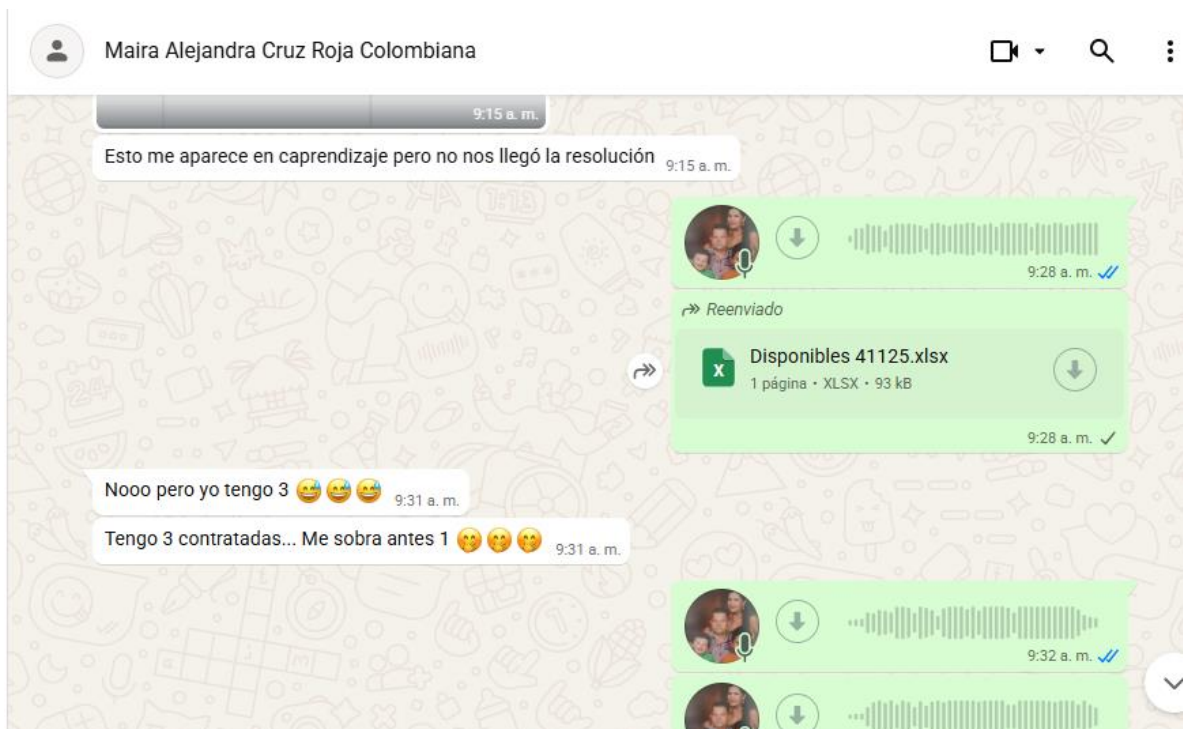 Maira Alejandra Cruz Roja Colombiana
9:15 a. m.
Esto me aparece en caprendizaje pero no nos llegó la resolución 9:15 a. m.
9:28 a. m.
Reenviado
Disponibles 41125.xlsx
X
1 página • XLSX • 93 kB
9:28 a. m.
Nooo pero yo tengo 3 😅😅😅 9:31 a. m.
Tengo 3 contratadas... Me sobra antes 1 🤭🤭🤭 9:31 a. m.
9:32 a. m.